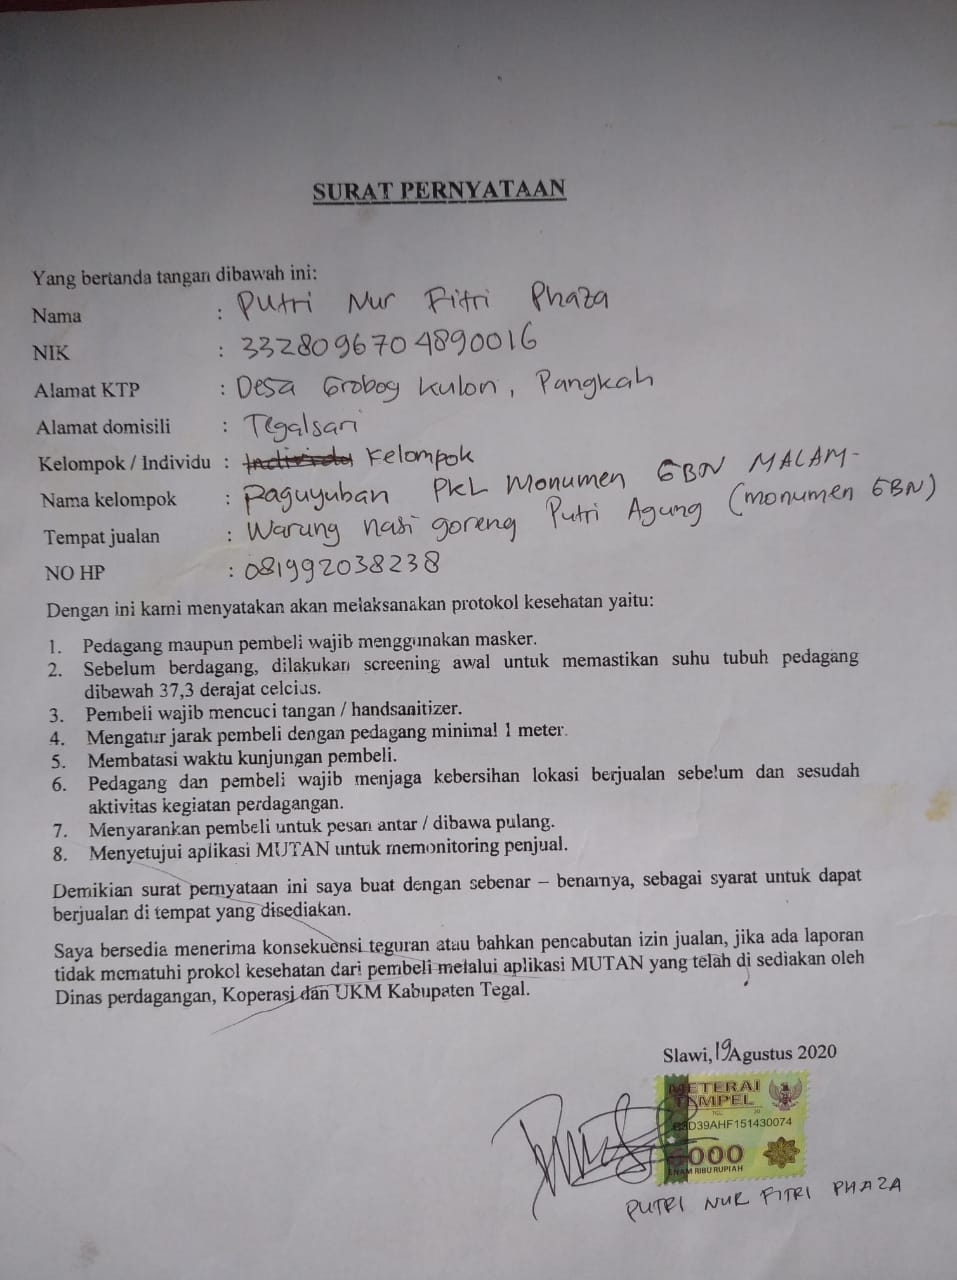 SURAT PERNYATAAN
Yang bertanda tangan dibawah ini:
Nama : Putri Nur Fitri Phaza
NIK : 3328096704890016
Alamat KTP : Desa Grobog Kulon, Pangkah
Alamat domisili : Tegalsari
Kelompok / Individu : Individu Kelompok
Nama kelompok : Paguyuban PKL Monumen GBN MALAM-
Tempat jualan : Warung nasi goreng Putri Agung (monumen GBN)
NO HP : 081992038238
Dengan ini kami menyatakan akan melaksanakan protokol kesehatan yaitu:
1. Pedagang maupun pembeli wajib menggunakan masker.
2. Sebelum berdagang, dilakukan screening awal untuk memastikan suhu tubuh pedagang
dibawah 37,3 derajat celcius.
3. Pembeli wajib mencuci tangan / handsanitizer.
4. Mengatur jarak pembeli dengan pedagang minimal 1 meter.
5. Membatasi waktu kunjungan pembeli.
6. Pedagang dan pembeli wajib menjaga kebersihan lokasi berjualan sebelum dan sesudah
aktivitas kegiatan perdagangan.
7. Menyarankan pembeli untuk pesan antar / dibawa pulang.
8. Menyetujui aplikasi MUTAN untuk memonitoring penjual.
Demikian surat pernyataan ini saya buat dengan sebenar – benarnya, sebagai syarat untuk dapat
berjualan di tempat yang disediakan.
Saya bersedia menerima konsekuensi teguran atau bahkan pencabutan izin jualan, jika ada laporan
tidak mematuhi prokol kesehatan dari pembeli melalui aplikasi MUTAN yang telah di sediakan oleh
Dinas perdagangan, Koperasi dan UKM Kabupaten Tegal.
Slawi, 19 Agustus 2020
METERAI
TEMPEL
D39AHF151430074
6000
ENAM RIBU RUPIAH
PUTRI NUR FITRI PHAZA